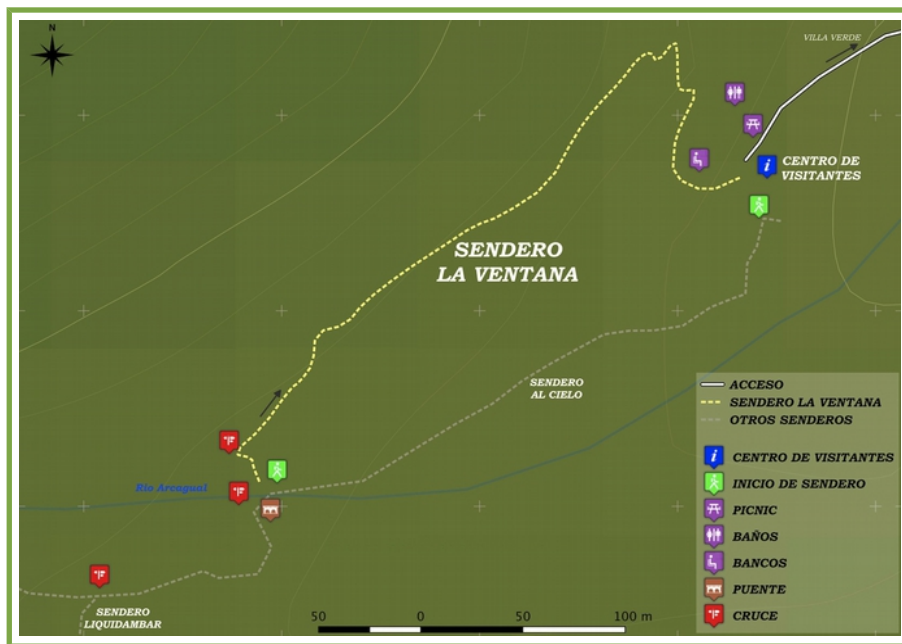 N
VILLA VERDE
CENTRO DE
VISITANTES
SENDERO
LA VENTANA
SENDERO
AL CIELO
Río Arcagual
SENDERO
LIQUIDAMBAR
ACCESO
SENDERO LA VENTANA
OTROS SENDEROS
CENTRO DE VISITANTES
INICIO DE SENDERO
PICNIC
BAÑOS
BANCOS
PUENTE
CRUCE
50 0 50 100 m